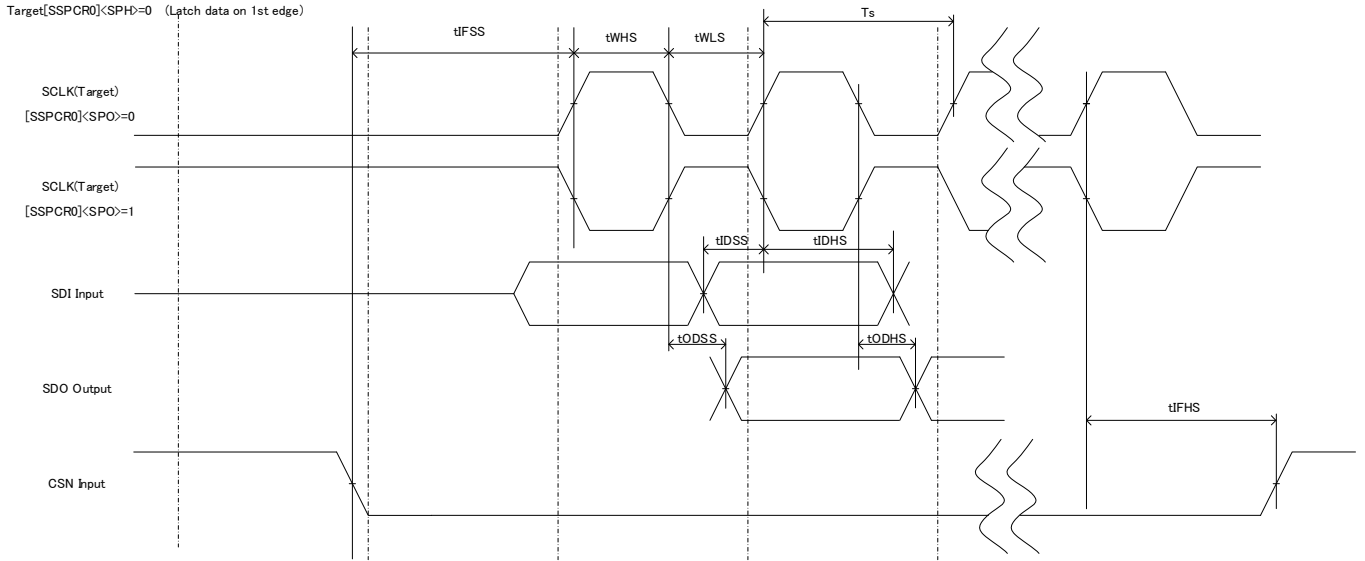 Target[SSPCR0]<SPH>=0 (Latch data on 1st edge)
Ts
tIFSS
tWHS
tWLS
SCLK(Target)
[SSPCR0]<SPO>=0
SCLK(Target)
[SSPCR0]<SPO>=1
tIDSS
tIDHS
SDI Input
tODSS
tODHS
SDO Output
tIFHS
CSN Input